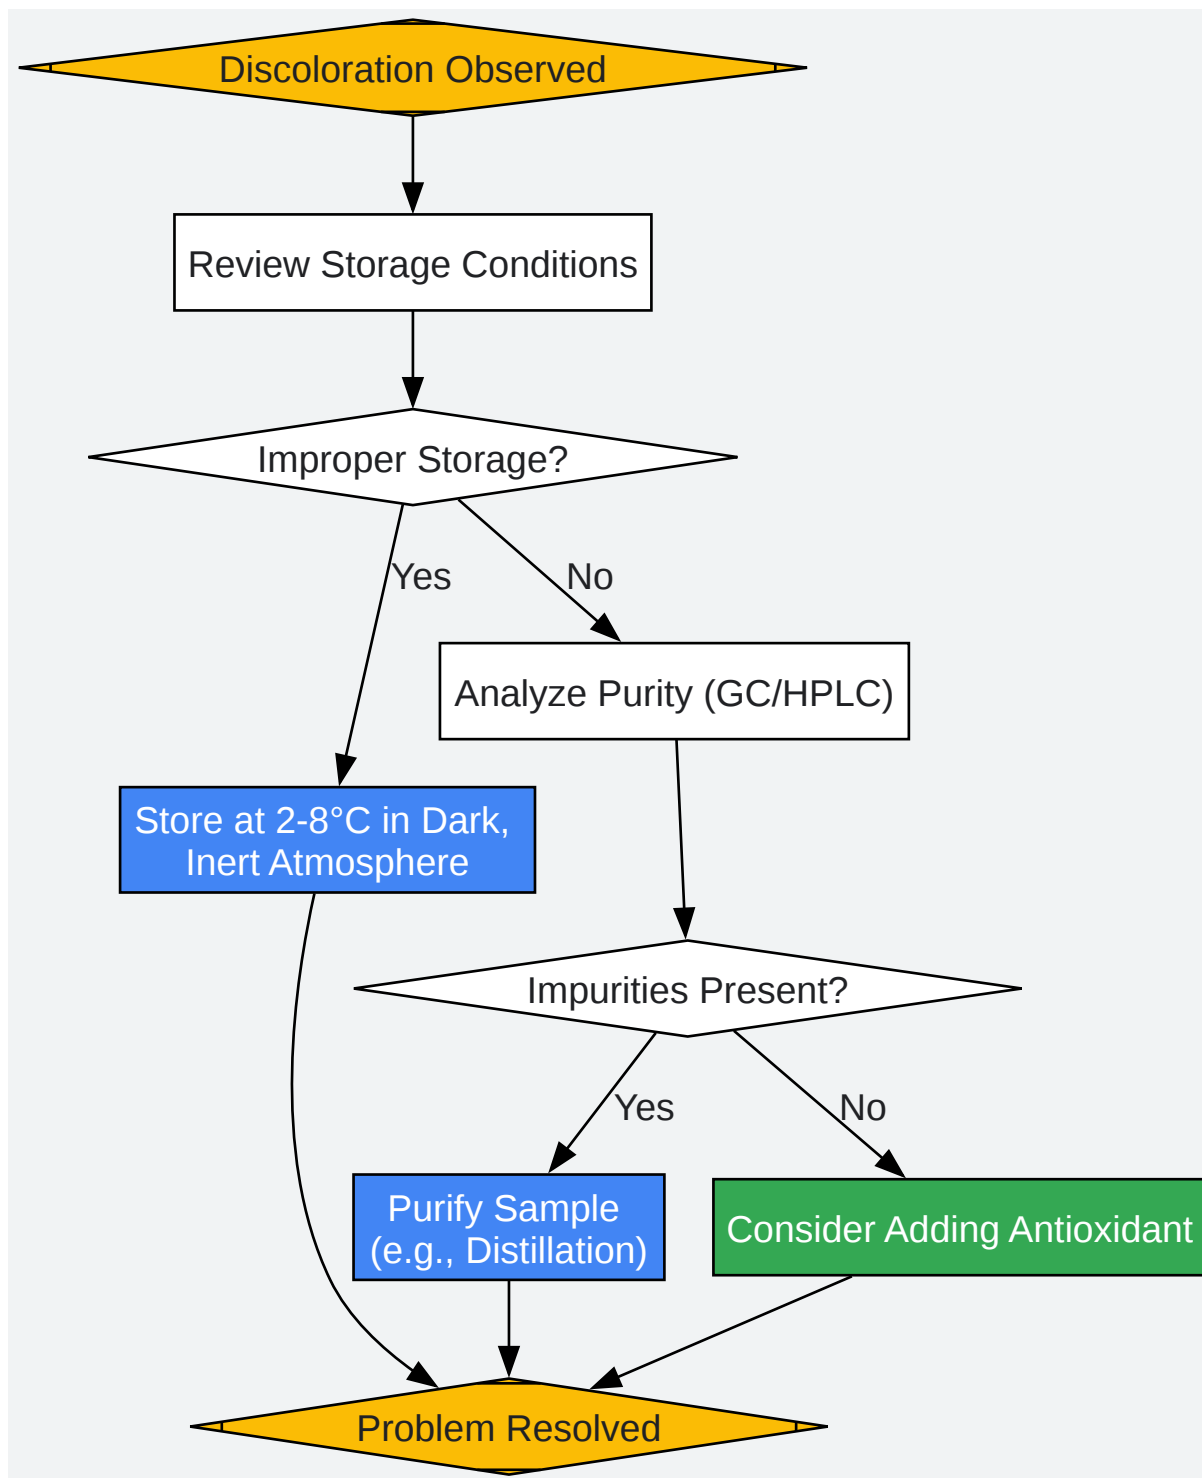 Discoloration Observed
Review Storage Conditions
Improper Storage?
Yes
No
Analyze Purity (GC/HPLC)
Store at 2-8°C in Dark,
Inert Atmosphere
Impurities Present?
Yes
No
Purify Sample
(e.g., Distillation)
Consider Adding Antioxidant
Problem Resolved